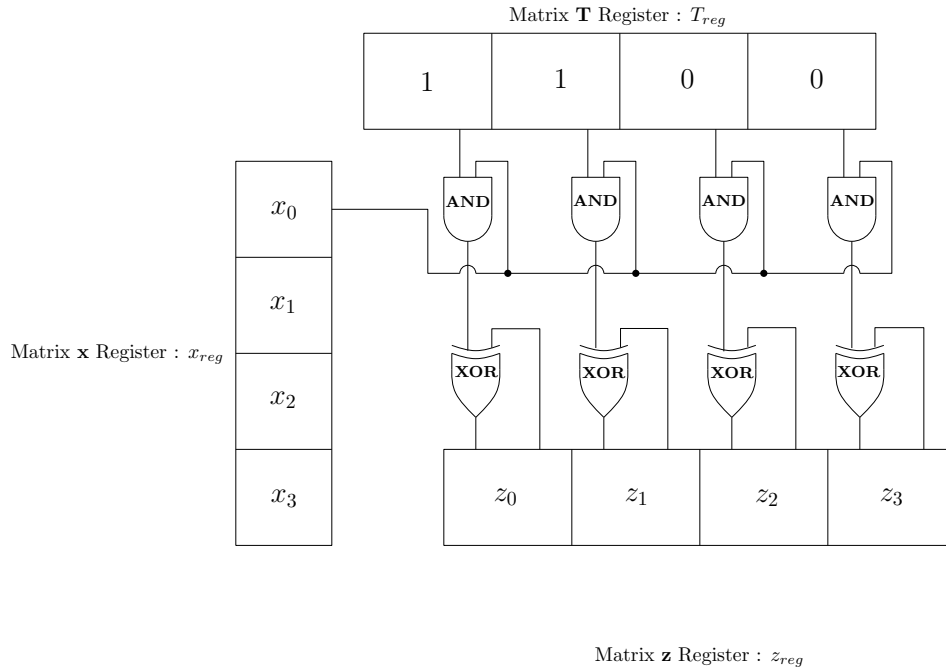 Matrix T Register : T_reg
1 1 0 0
AND AND AND AND
x_0
x_1
Matrix x Register : x_reg
XOR XOR XOR XOR
x_2
x_3
z_0 z_1 z_2 z_3
Matrix z Register : z_reg